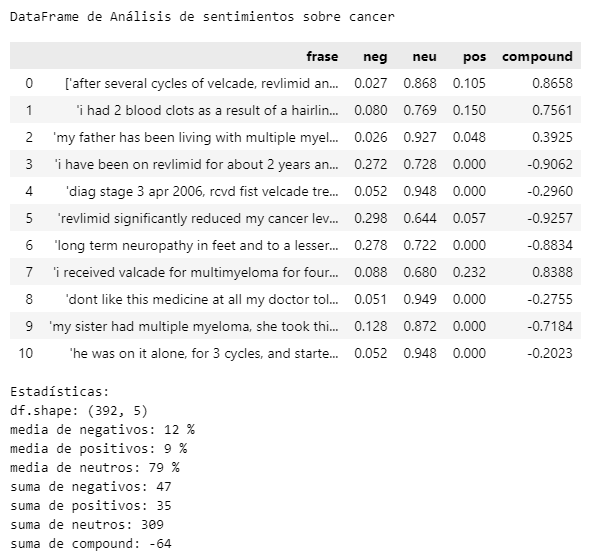 DataFrame de Análisis de sentimientos sobre cancer
frase neg neu pos compound
0 ['after several cycles of velcade, revlimid an... 0.027 0.868 0.105 0.8658
1 'i had 2 blood clots as a result of a hairlin... 0.080 0.769 0.150 0.7561
2 'my father has been living with multiple myel... 0.026 0.927 0.048 0.3925
3 'i have been on revlimid for about 2 years an... 0.272 0.728 0.000 -0.9062
4 'diag stage 3 apr 2006, rcvd fist velcade tre... 0.052 0.948 0.000 -0.2960
5 'revlimid significantly reduced my cancer lev... 0.298 0.644 0.057 -0.9257
6 'long term neuropathy in feet and to a lesser... 0.278 0.722 0.000 -0.8834
7 'i received valcade for multimyeloma for four... 0.088 0.680 0.232 0.8388
8 'dont like this medicine at all my doctor tol... 0.051 0.949 0.000 -0.2755
9 'my sister had multiple myeloma, she took thi... 0.128 0.872 0.000 -0.7184
10 'he was on it alone, for 3 cycles, and starte... 0.052 0.948 0.000 -0.2023
Estadísticas:
df.shape: (392, 5)
media de negativos: 12 %
media de positivos: 9 %
media de neutros: 79 %
suma de negativos: 47
suma de positivos: 35
suma de neutros: 309
suma de compound: -64